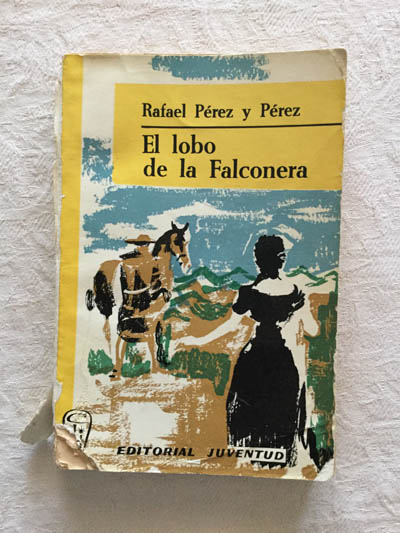 Rafael Pérez y Pérez
El lobo
de la Falconera
EDITORIAL JUVENTUD